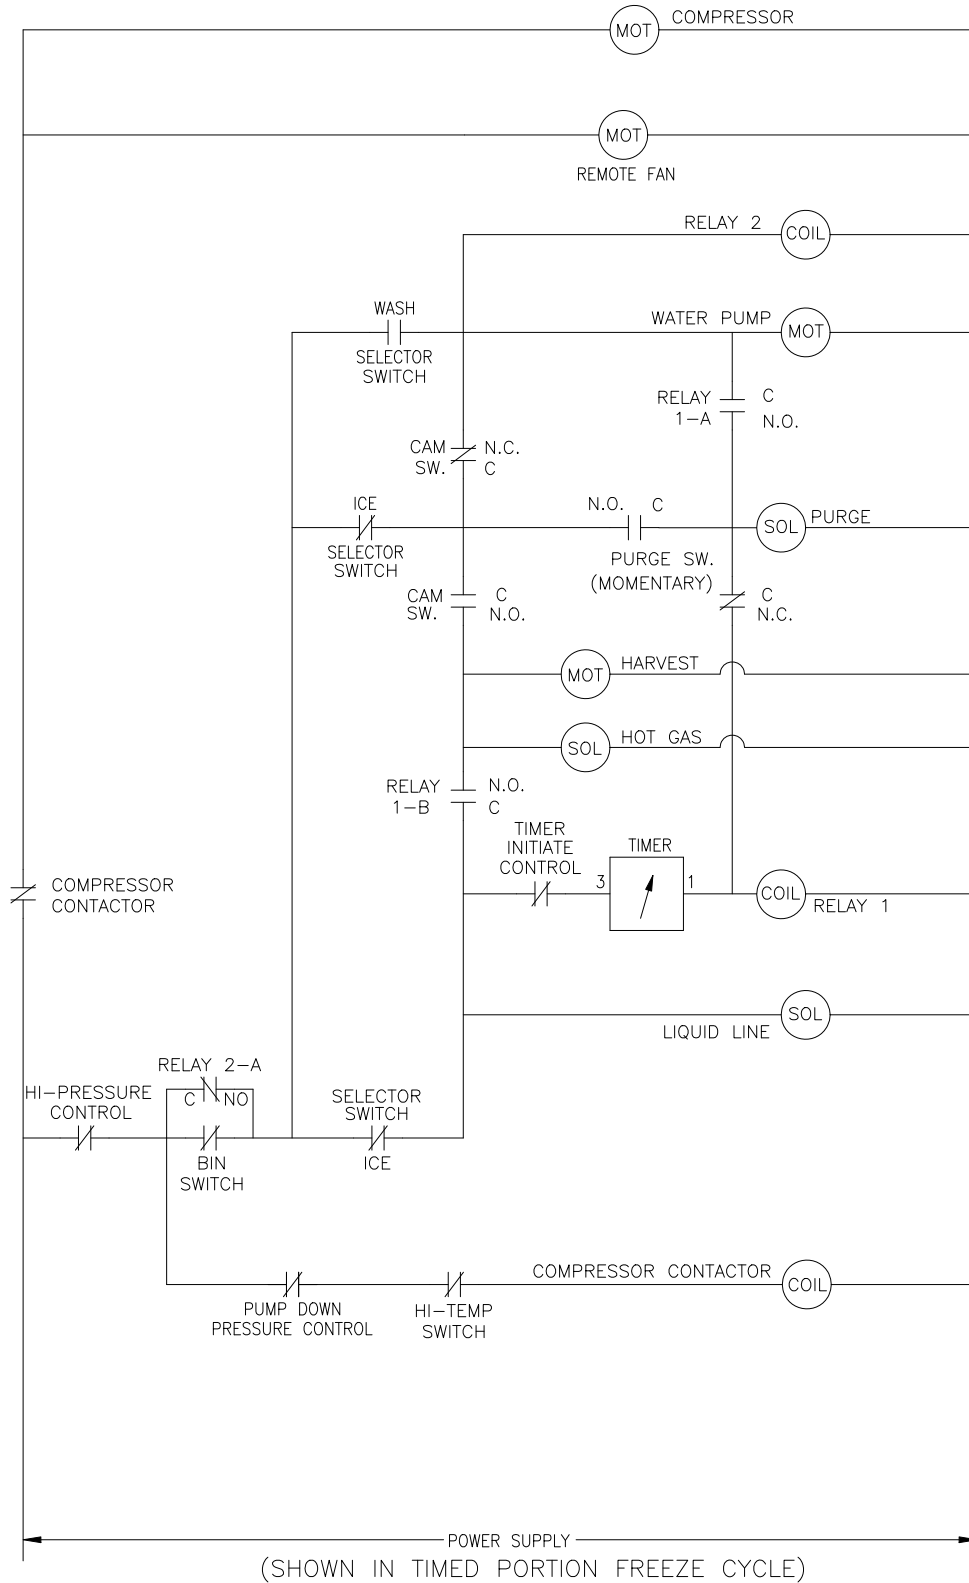 COMPRESSOR
MOT
MOT
REMOTE FAN
RELAY 2
COIL
WASH
SELECTOR
SWITCH
WATER PUMP
MOT
RELAY
1-A
C
N.O.
CAM
SW.
N.C.
C
ICE
SELECTOR
SWITCH
N.O.
C
PURGE SW.
(MOMENTARY)
SOL
PURGE
CAM
SW.
C
N.O.
C
N.C.
MOT
HARVEST
SOL
HOT GAS
RELAY
1-B
N.O.
C
TIMER
INITIATE
CONTROL
TIMER
3
1
COIL
RELAY 1
COMPRESSOR
CONTACTOR
LIQUID LINE
SOL
RELAY 2-A
C
NO
HI-PRESSURE
CONTROL
BIN
SWITCH
SELECTOR
SWITCH
ICE
PUMP DOWN
PRESSURE CONTROL
HI-TEMP
SWITCH
COMPRESSOR CONTACTOR
COIL
POWER SUPPLY
(SHOWN IN TIMED PORTION FREEZE CYCLE)